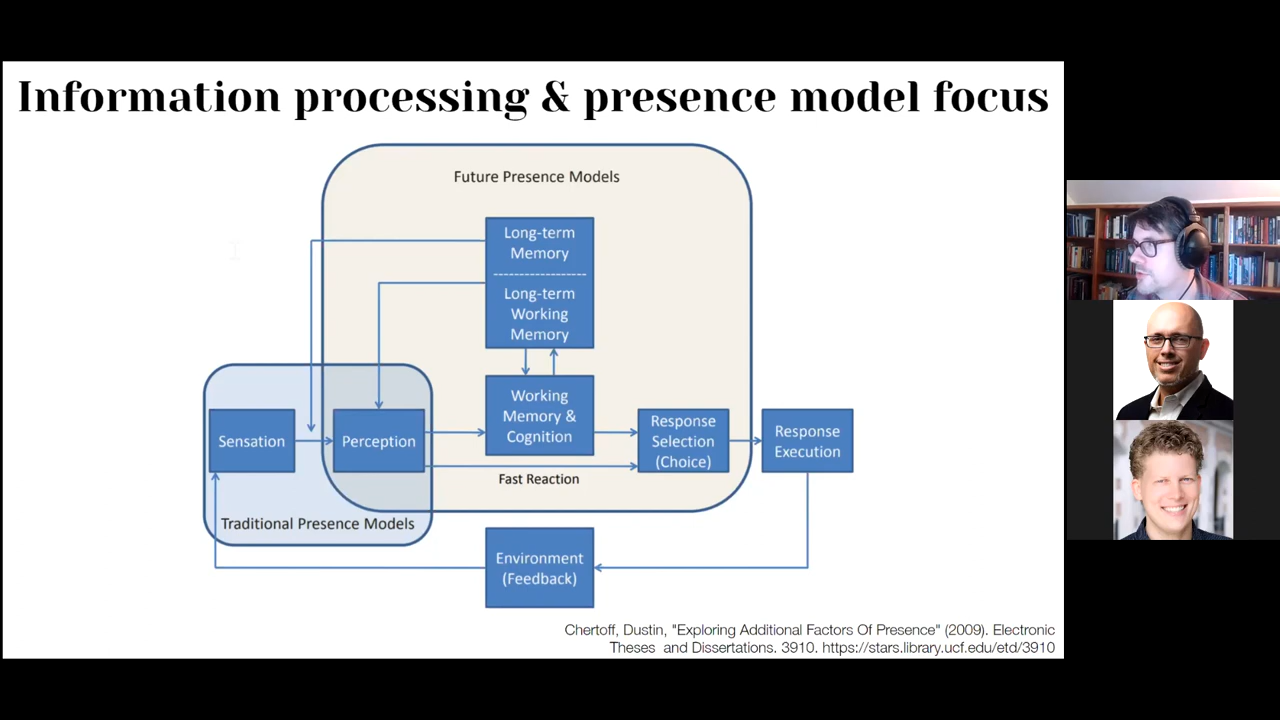 Information processing & presence model focus
Future Presence Models
Long-term
Memory
Long-term
Working
Memory
Working
Memory &
Cognition
Sensation
Perception
Response
Selection
(Choice)
Response
Execution
Fast Reaction
Traditional Presence Models
Environment
(Feedback)
Chertoff, Dustin, "Exploring Additional Factors Of Presence" (2009). Electronic
Theses and Dissertations. 3910. https://stars.library.ucf.edu/etd/3910